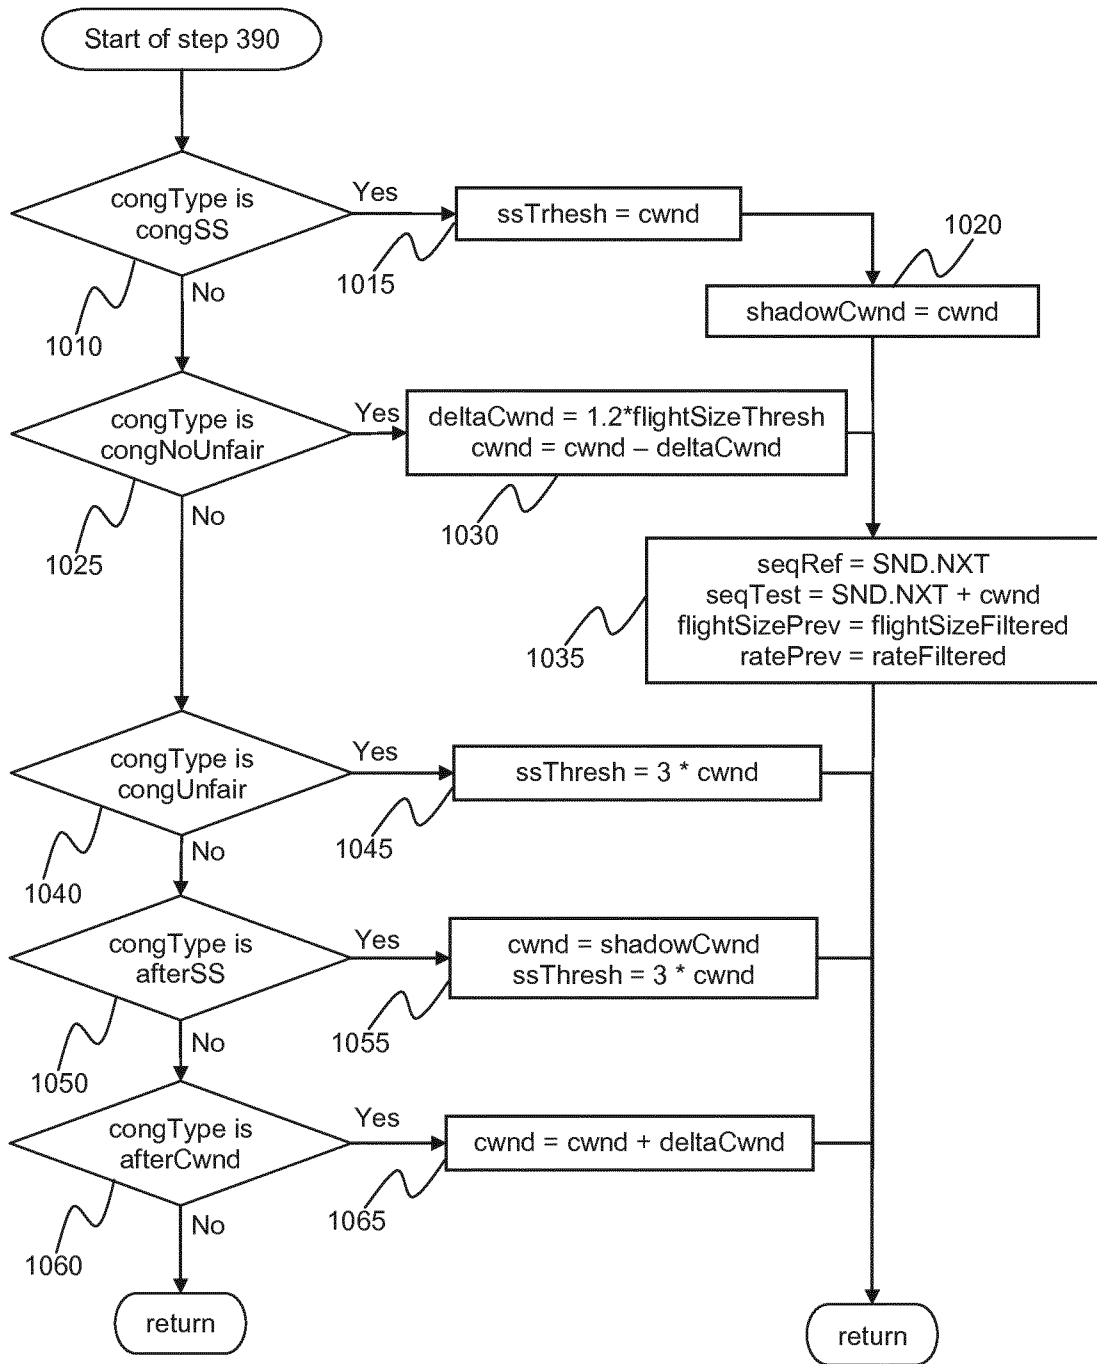 Start of step 390
congType is
congSS
Yes
ssTrhesh = cwnd
1020
1015
No
1010
shadowCwnd = cwnd
congType is
congNoUnfair
Yes
deltaCwnd = 1.2*flightSizeThresh
cwnd = cwnd – deltaCwnd
No
1025
1030
seqRef = SND.NXT
seqTest = SND.NXT + cwnd
flightSizePrev = flightSizeFiltered
ratePrev = rateFiltered
1035
congType is
congUnfair
Yes
ssThresh = 3 * cwnd
1045
No
1040
congType is
afterSS
Yes
cwnd = shadowCwnd
ssThresh = 3 * cwnd
1055
No
1050
congType is
afterCwnd
Yes
cwnd = cwnd + deltaCwnd
1065
No
1060
return
return